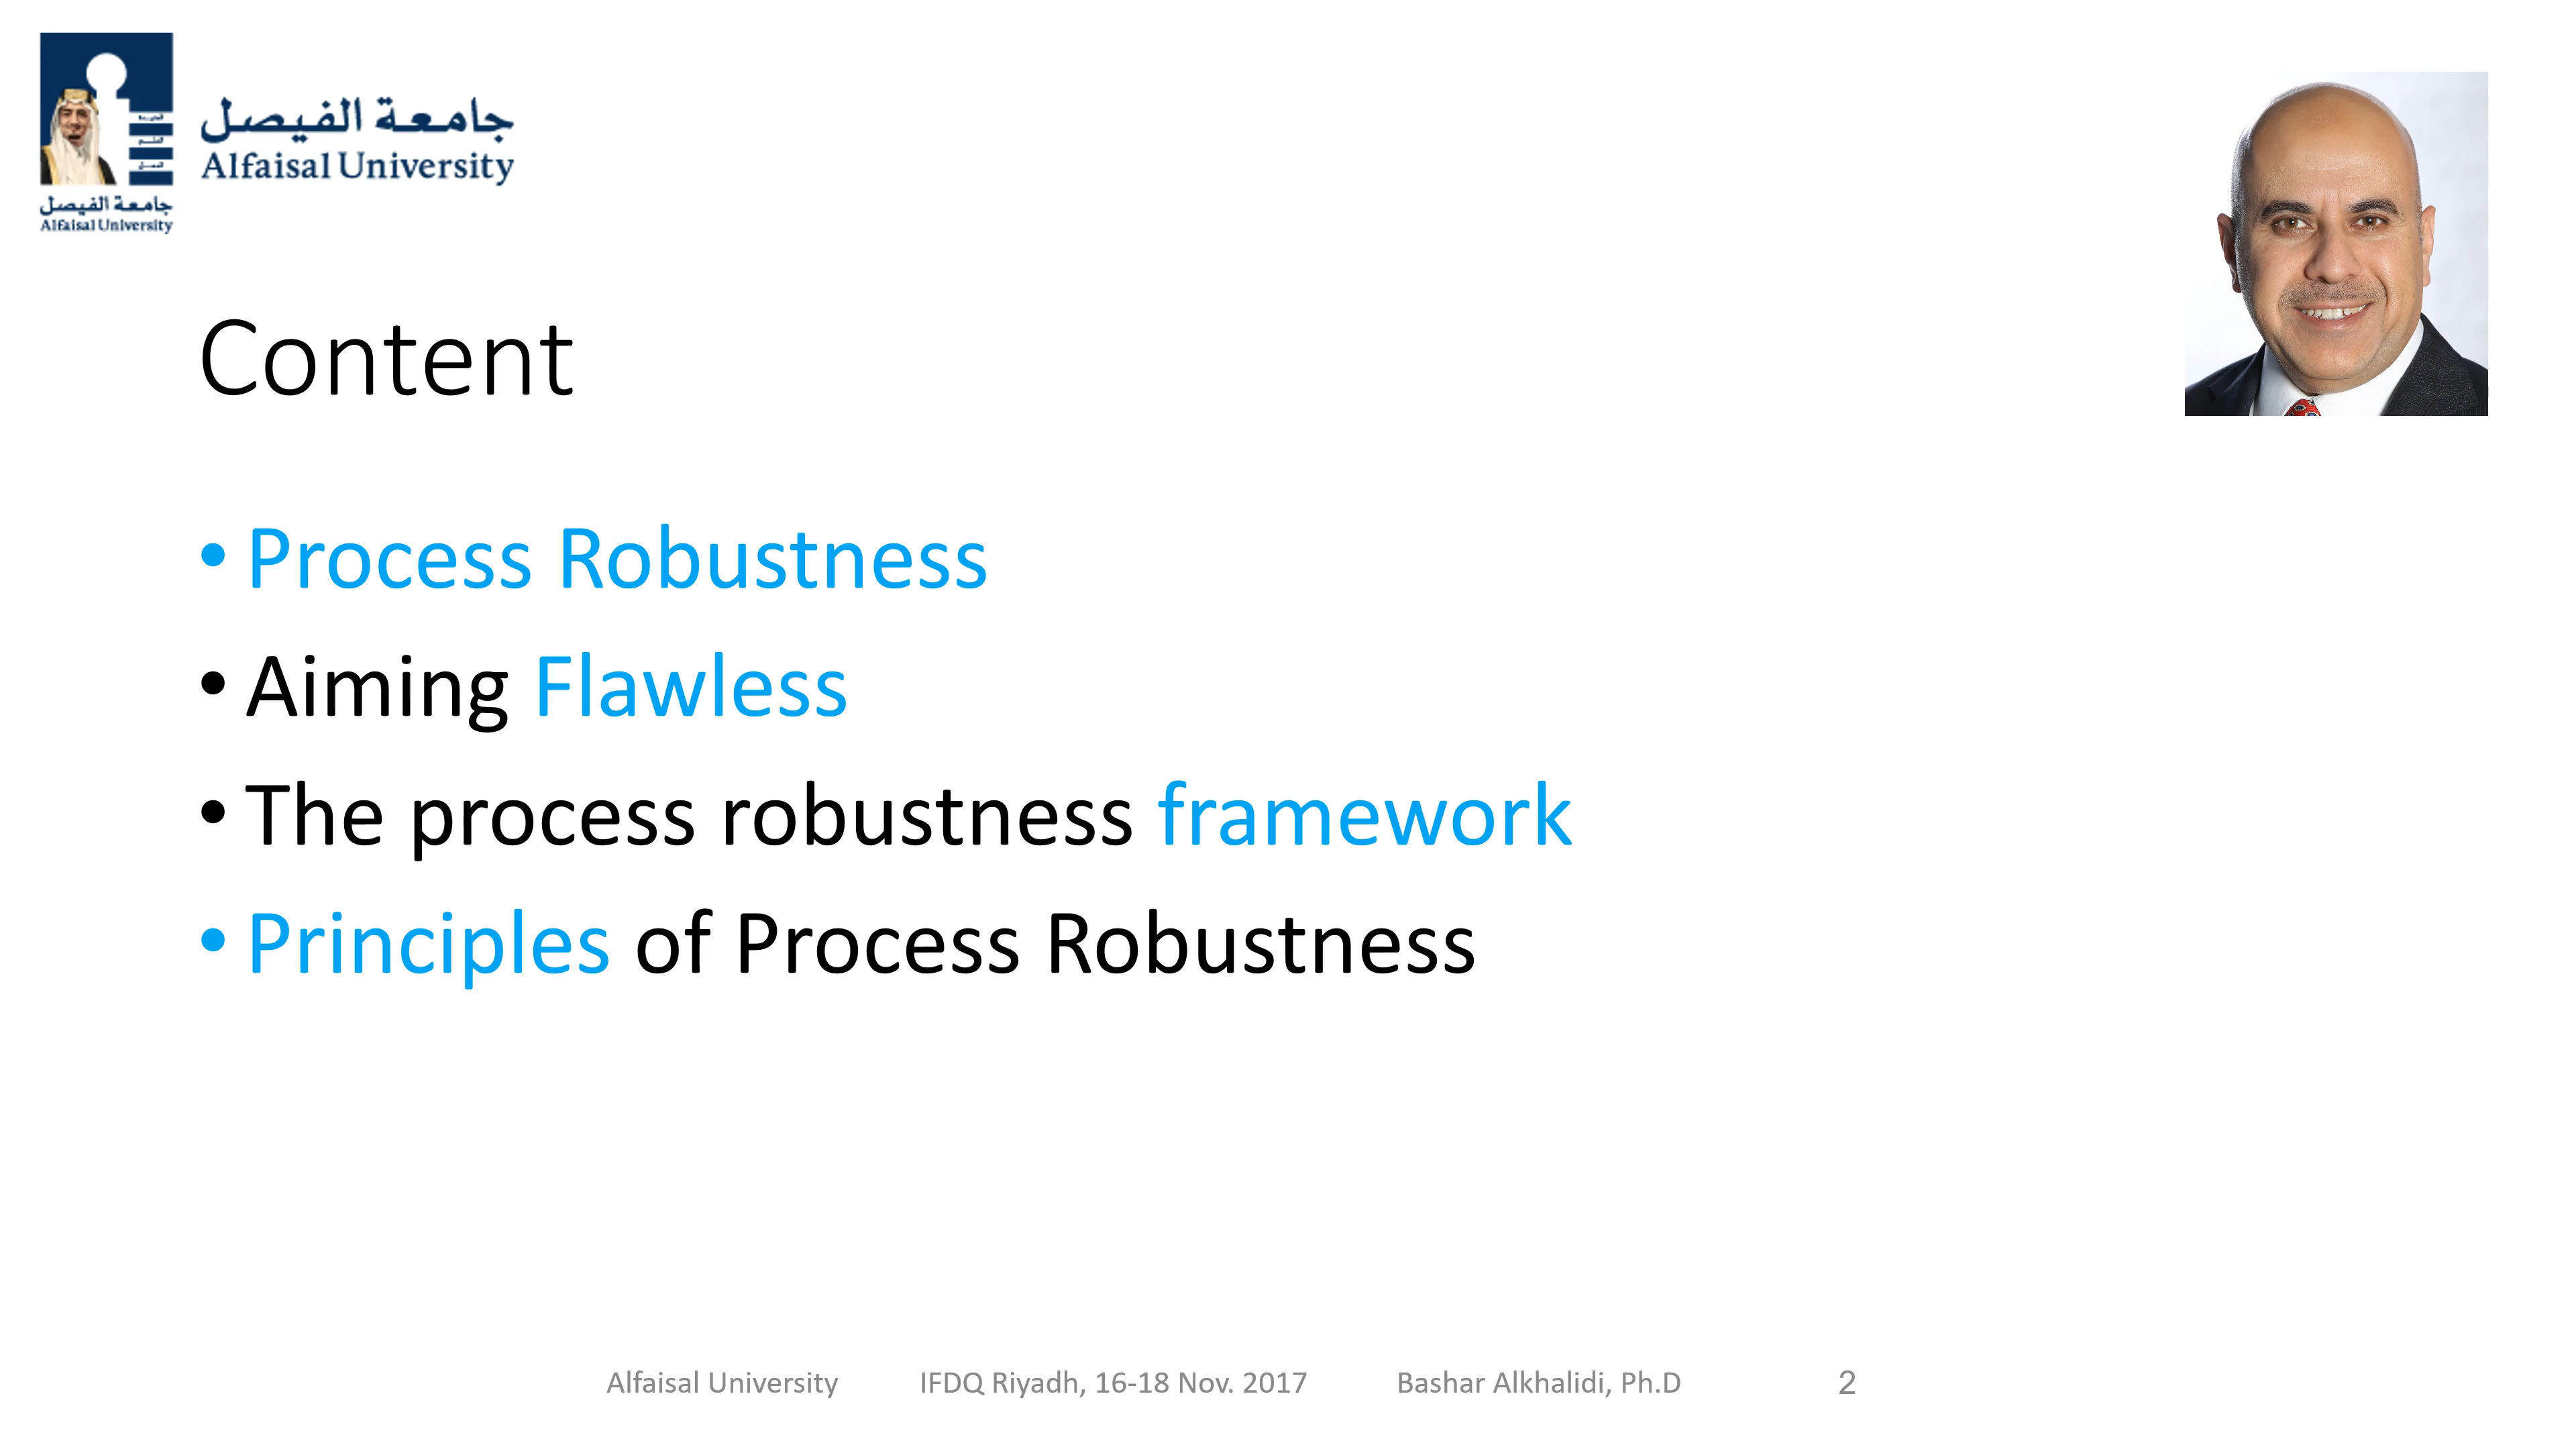 جامعة الفيصل
Alfaisal University
جامعة الفيصل
Alfaisal University
Content
• Process Robustness
• Aiming Flawless
• The process robustness framework
• Principles of Process Robustness
Alfaisal University IFDQ Riyadh, 16-18 Nov. 2017 Bashar Alkhalidi, Ph.D 2